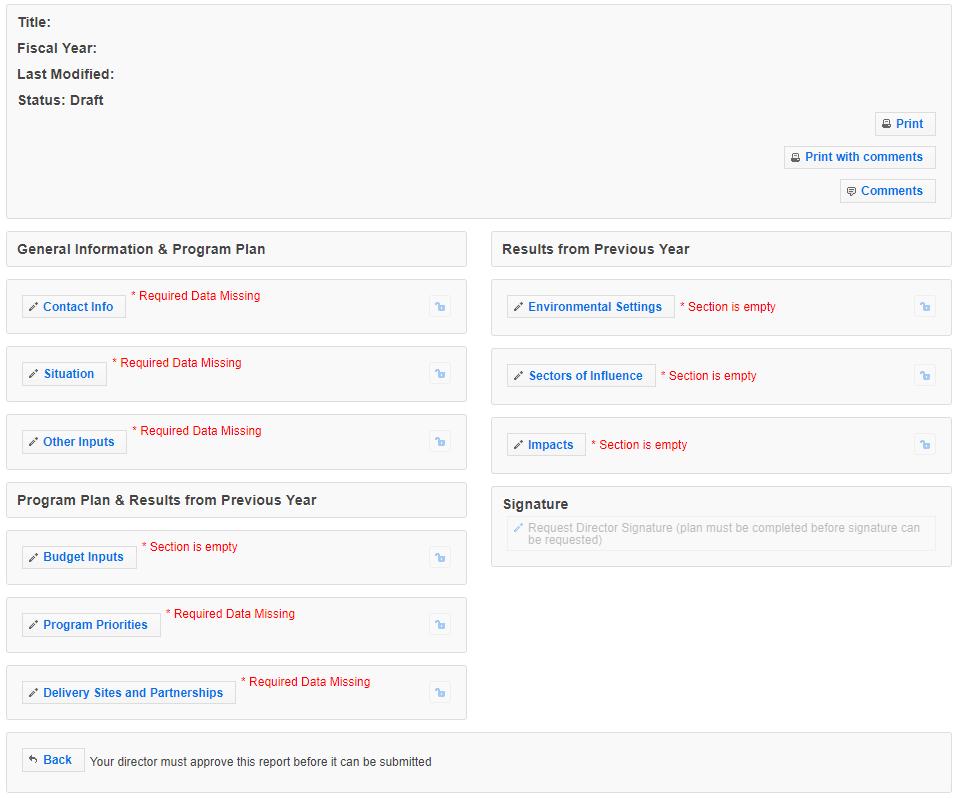 Title:
Fiscal Year:
Last Modified:
Status: Draft
Print
Print with comments
Comments
General Information & Program Plan
Contact Info * Required Data Missing
Situation * Required Data Missing
Other Inputs * Required Data Missing
Program Plan & Results from Previous Year
Budget Inputs * Section is empty
Program Priorities * Required Data Missing
Delivery Sites and Partnerships * Required Data Missing
Results from Previous Year
Environmental Settings * Section is empty
Sectors of Influence * Section is empty
Impacts * Section is empty
Signature
Request Director Signature (plan must be completed before signature can
be requested)
Back Your director must approve this report before it can be submitted